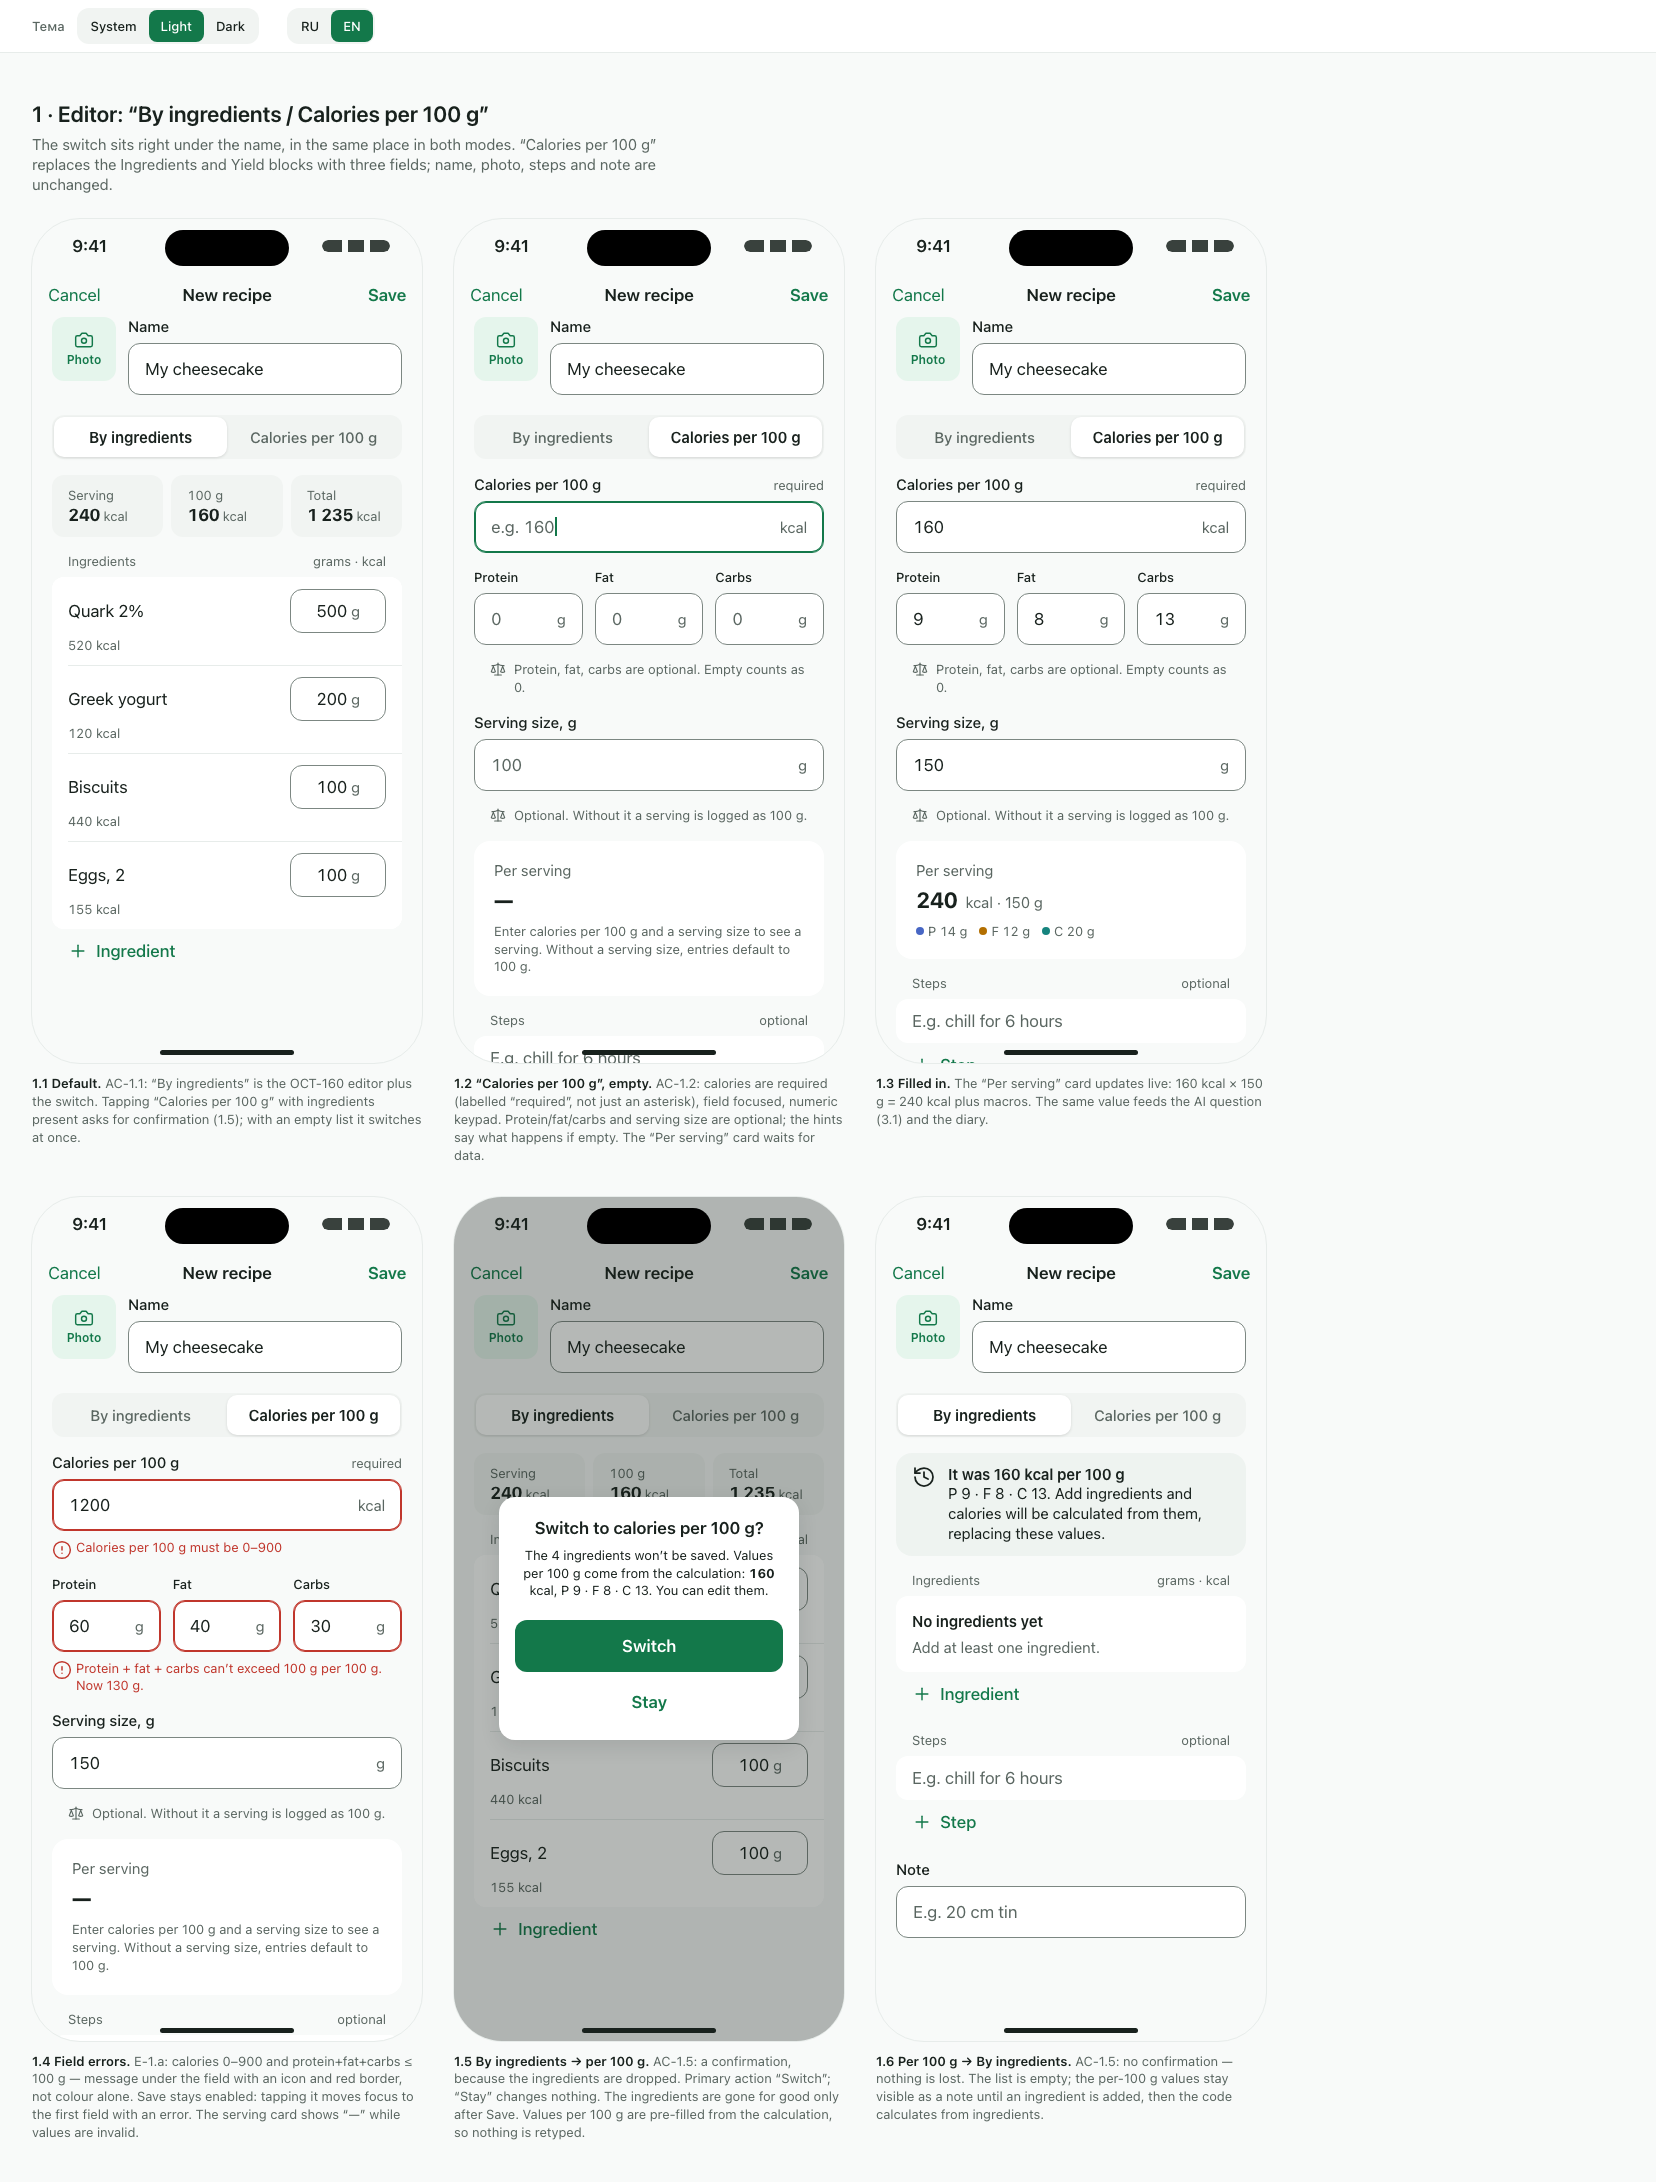 Тема
System
Light
Dark
RU
EN
1 · Editor: “By ingredients / Calories per 100 g”
The switch sits right under the name, in the same place in both modes. “Calories per 100 g”
replaces the Ingredients and Yield blocks with three fields; name, photo, steps and note are
unchanged.
9:41
Cancel
New recipe
Save
Photo
Name
My cheesecake
By ingredients
Calories per 100 g
Serving
240 kcal
100 g
160 kcal
Total
1 235 kcal
Ingredients
grams · kcal
Quark 2%
500 g
520 kcal
Greek yogurt
200 g
120 kcal
Biscuits
100 g
440 kcal
Eggs, 2
100 g
155 kcal
+ Ingredient
1.1 Default. AC-1.1: “By ingredients” is the OCT-160 editor plus
the switch. Tapping “Calories per 100 g” with ingredients
present asks for confirmation (1.5); with an empty list it switches
at once.
9:41
Cancel
New recipe
Save
Photo
Name
My cheesecake
By ingredients
Calories per 100 g
Calories per 100 g
required
e.g. 160
kcal
Protein
Fat
Carbs
0 g
0 g
0 g
Protein, fat, carbs are optional. Empty counts as
0.
Serving size, g
100
g
Optional. Without it a serving is logged as 100 g.
Per serving
—
Enter calories per 100 g and a serving size to see a
serving. Without a serving size, entries default to
100 g.
Steps
optional
E.g. chill for 6 hours
1.2 “Calories per 100 g”, empty. AC-1.2: calories are required
(labelled “required”, not just an asterisk), field focused, numeric
keypad. Protein/fat/carbs and serving size are optional; the hints
say what happens if empty. The “Per serving” card waits for
data.
9:41
Cancel
New recipe
Save
Photo
Name
My cheesecake
By ingredients
Calories per 100 g
Calories per 100 g
required
160
kcal
Protein
Fat
Carbs
9 g
8 g
13 g
Protein, fat, carbs are optional. Empty counts as
0.
Serving size, g
150
g
Optional. Without it a serving is logged as 100 g.
Per serving
240 kcal · 150 g
P 14 g
F 12 g
C 20 g
Steps
optional
E.g. chill for 6 hours
+ Step
1.3 Filled in. The “Per serving” card updates live: 160 kcal × 150
g = 240 kcal plus macros. The same value feeds the AI question
(3.1) and the diary.
9:41
Cancel
New recipe
Save
Photo
Name
My cheesecake
By ingredients
Calories per 100 g
Calories per 100 g
required
1200
kcal
Calories per 100 g must be 0–900
Protein
Fat
Carbs
60 g
40 g
30 g
Protein + fat + carbs can’t exceed 100 g per 100 g.
Now 130 g.
Serving size, g
150
g
Optional. Without it a serving is logged as 100 g.
Per serving
—
Enter calories per 100 g and a serving size to see a
serving. Without a serving size, entries default to
100 g.
Steps
optional
1.4 Field errors. E-1.a: calories 0–900 and protein+fat+carbs ≤
100 g — message under the field with an icon and red border,
not colour alone. Save stays enabled: tapping it moves focus to
the first field with an error. The serving card shows “—” while
values are invalid.
9:41
Cancel
New recipe
Save
Photo
Name
My cheesecake
By ingredients
Calories per 100 g
Serving
240 kcal
100 g
160 kcal
Total
1 235 kcal
Switch to calories per 100 g?
The 4 ingredients won’t be saved. Values
per 100 g come from the calculation: 160
kcal, P 9 · F 8 · C 13. You can edit them.
Switch
Stay
Biscuits
100 g
440 kcal
Eggs, 2
100 g
155 kcal
+ Ingredient
1.5 By ingredients → per 100 g. AC-1.5: a confirmation,
because the ingredients are dropped. Primary action “Switch”;
“Stay” changes nothing. The ingredients are gone for good only
after Save. Values per 100 g are pre-filled from the calculation,
so nothing is retyped.
9:41
Cancel
New recipe
Save
Photo
Name
My cheesecake
By ingredients
Calories per 100 g
It was 160 kcal per 100 g
P 9 · F 8 · C 13. Add ingredients and
calories will be calculated from them,
replacing these values.
Ingredients
grams · kcal
No ingredients yet
Add at least one ingredient.
+ Ingredient
Steps
optional
E.g. chill for 6 hours
+ Step
Note
E.g. 20 cm tin
1.6 Per 100 g → By ingredients. AC-1.5: no confirmation —
nothing is lost. The list is empty; the per-100 g values stay
visible as a note until an ingredient is added, then the code
calculates from ingredients.